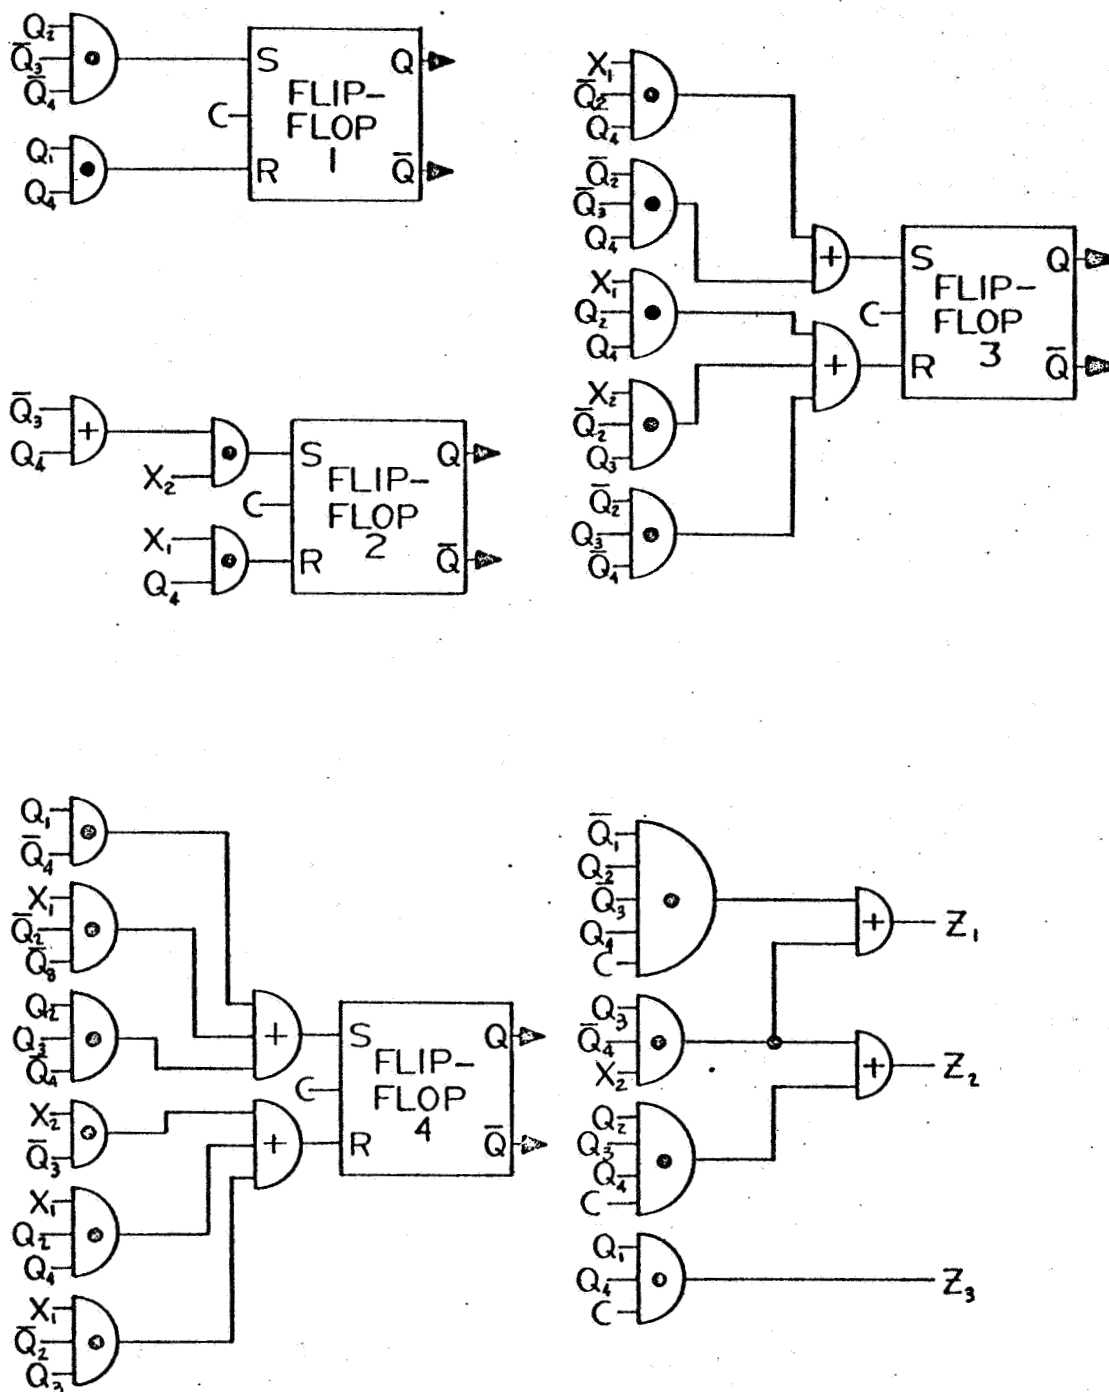 Q₂
Q̅₃
Q̅₄
Q₁
Q₄
S
C
R
FLIP-
FLOP
1
Q
Q̅
Q̅₃
Q₄
+
X₂
X₁
Q₄
S
C
R
FLIP-
FLOP
2
Q
Q̅
X₁
Q̅₂
Q₄
Q̅₂
Q̅₃
Q₄
X₁
Q₂
Q₄
X₂
Q̅₂
Q₃
Q̅₂
Q₃
Q̅₄
+
+
S
C
R
FLIP-
FLOP
3
Q
Q̅
Q₁
Q̅₄
X₁
Q̅₂
Q̅₃
Q₂
Q₃
Q̅₄
X₂
Q̅₃
X₁
Q₂
Q₄
X₁
Q̅₂
Q₃
+
+
S
C
R
FLIP-
FLOP
4
Q
Q̅
Q̅₁
Q₂
Q̅₃
Q₄
C
Q₃
Q̅₄
X₂
Q₂
Q₃
Q₄
C
Q₁
Q₄
C
+
+
Z₁
Z₂
Z₃